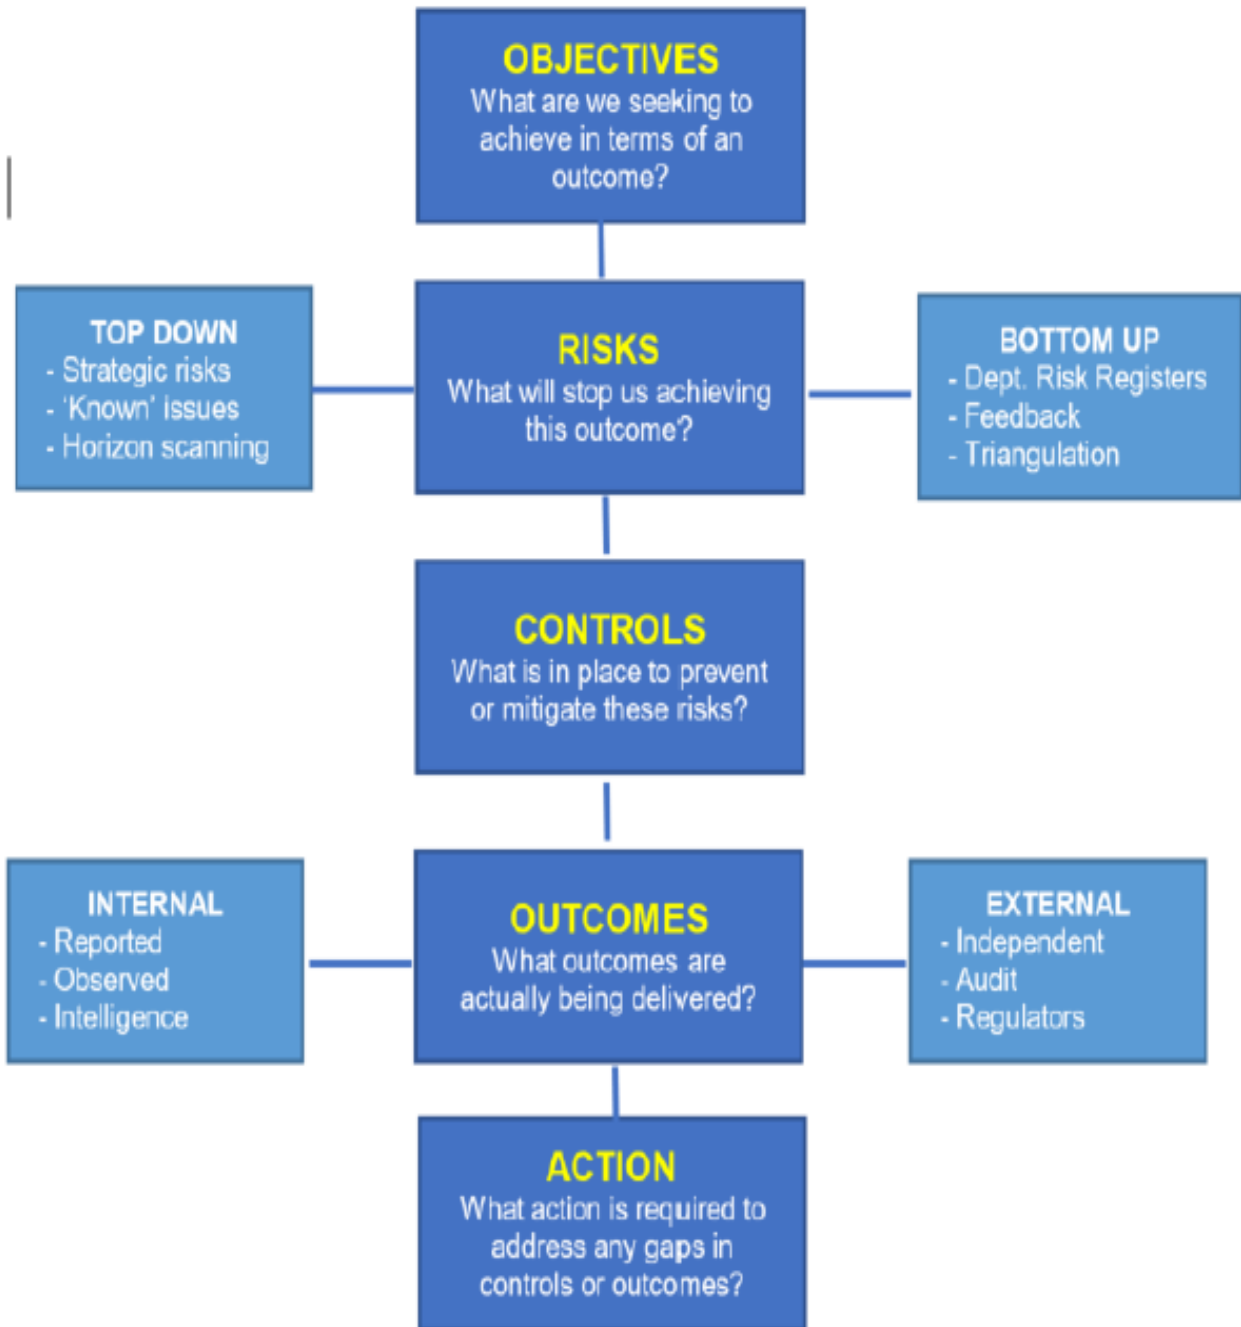 OBJECTIVES
What are we seeking to
achieve in terms of an
outcome?
TOP DOWN
- Strategic risks
- 'Known' issues
- Horizon scanning
RISKS
What will stop us achieving
this outcome?
BOTTOM UP
- Dept. Risk Registers
- Feedback
- Triangulation
CONTROLS
What is in place to prevent
or mitigate these risks?
INTERNAL
- Reported
- Observed
- Intelligence
OUTCOMES
What outcomes are
actually being delivered?
EXTERNAL
- Independent
- Audit
- Regulators
ACTION
What action is required to
address any gaps in
controls or outcomes?